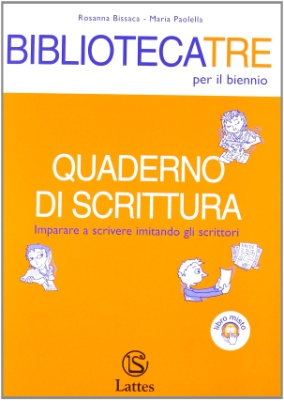 Rosanna Bissaca - Maria Paolella
BIBLIOTECATRE
per il biennio
QUADERNO
DI SCRITTURA
Imparare a scrivere imitando gli scrittori
libro misto
LS
Lattes